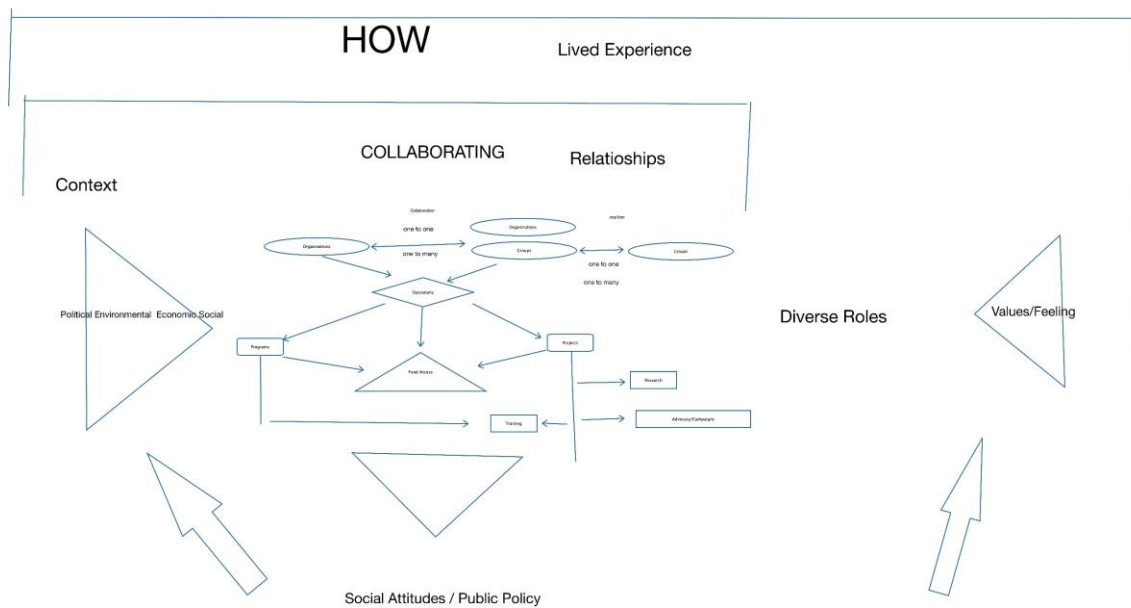 HOW
Lived Experience
COLLABORATING
Relatioships
Context
Collaboration
one to one
one to many
Organizations
Organizations
Groups
Groups
one to one
one to many
Operations
Political Environmental Economic Social
Programs
Projects
Food Access
Diverse Roles
Values/Feeling
Research
Training
Advocacy/Campaigns
Social Attitudes / Public Policy